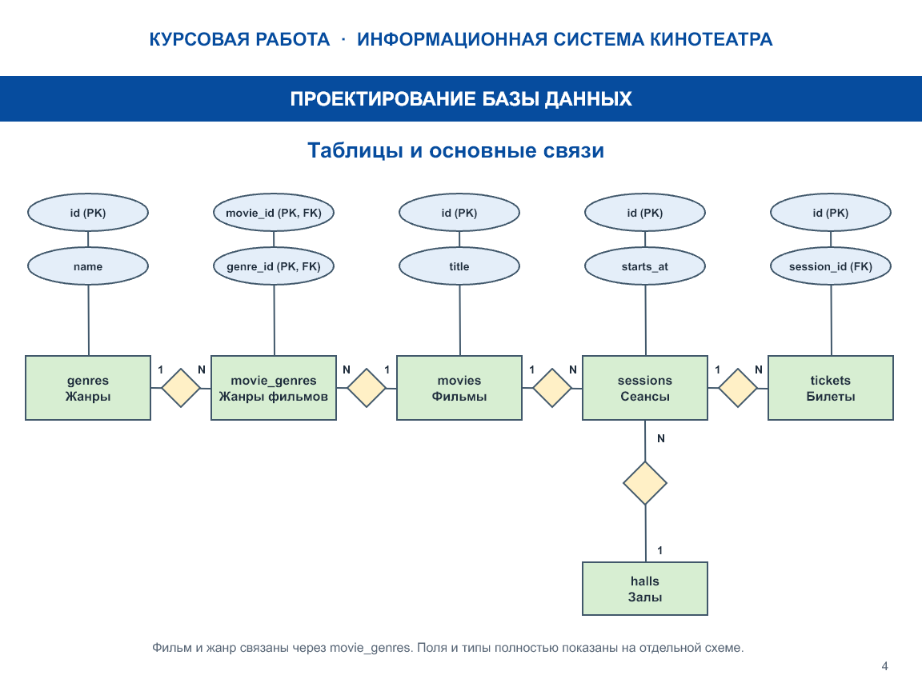 КУРСОВАЯ РАБОТА · ИНФОРМАЦИОННАЯ СИСТЕМА КИНОТЕАТРА
ПРОЕКТИРОВАНИЕ БАЗЫ ДАННЫХ
Таблицы и основные связи
id (PK)
movie_id (PK, FK)
id (PK)
id (PK)
id (PK)
name
genre_id (PK, FK)
title
starts_at
session_id (FK)
1
N
N
1
1
N
1
N
genres
Жанры
movie_genres
Жанры фильмов
movies
Фильмы
sessions
Сеансы
tickets
Билеты
N
1
halls
Залы
Фильм и жанр связаны через movie_genres. Поля и типы полностью показаны на отдельной схеме.
4